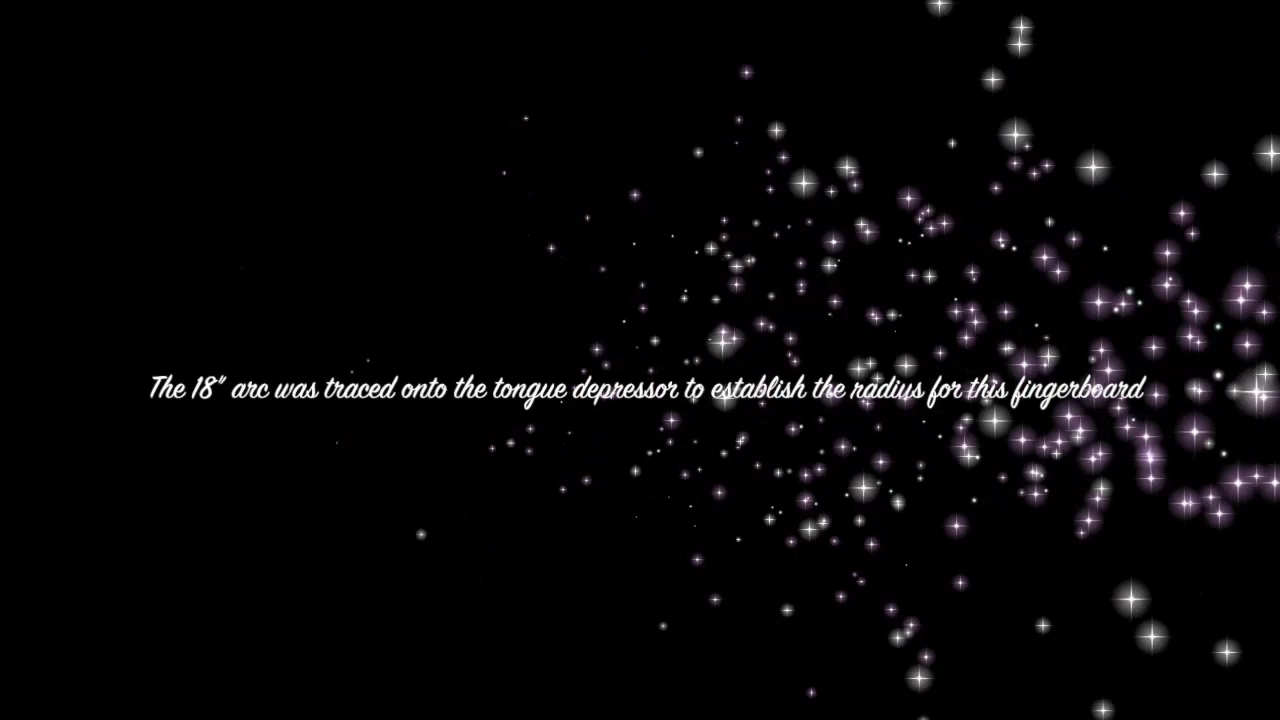 The 18" arc was traced onto the tongue depressor to establish the radius for this fingerboard